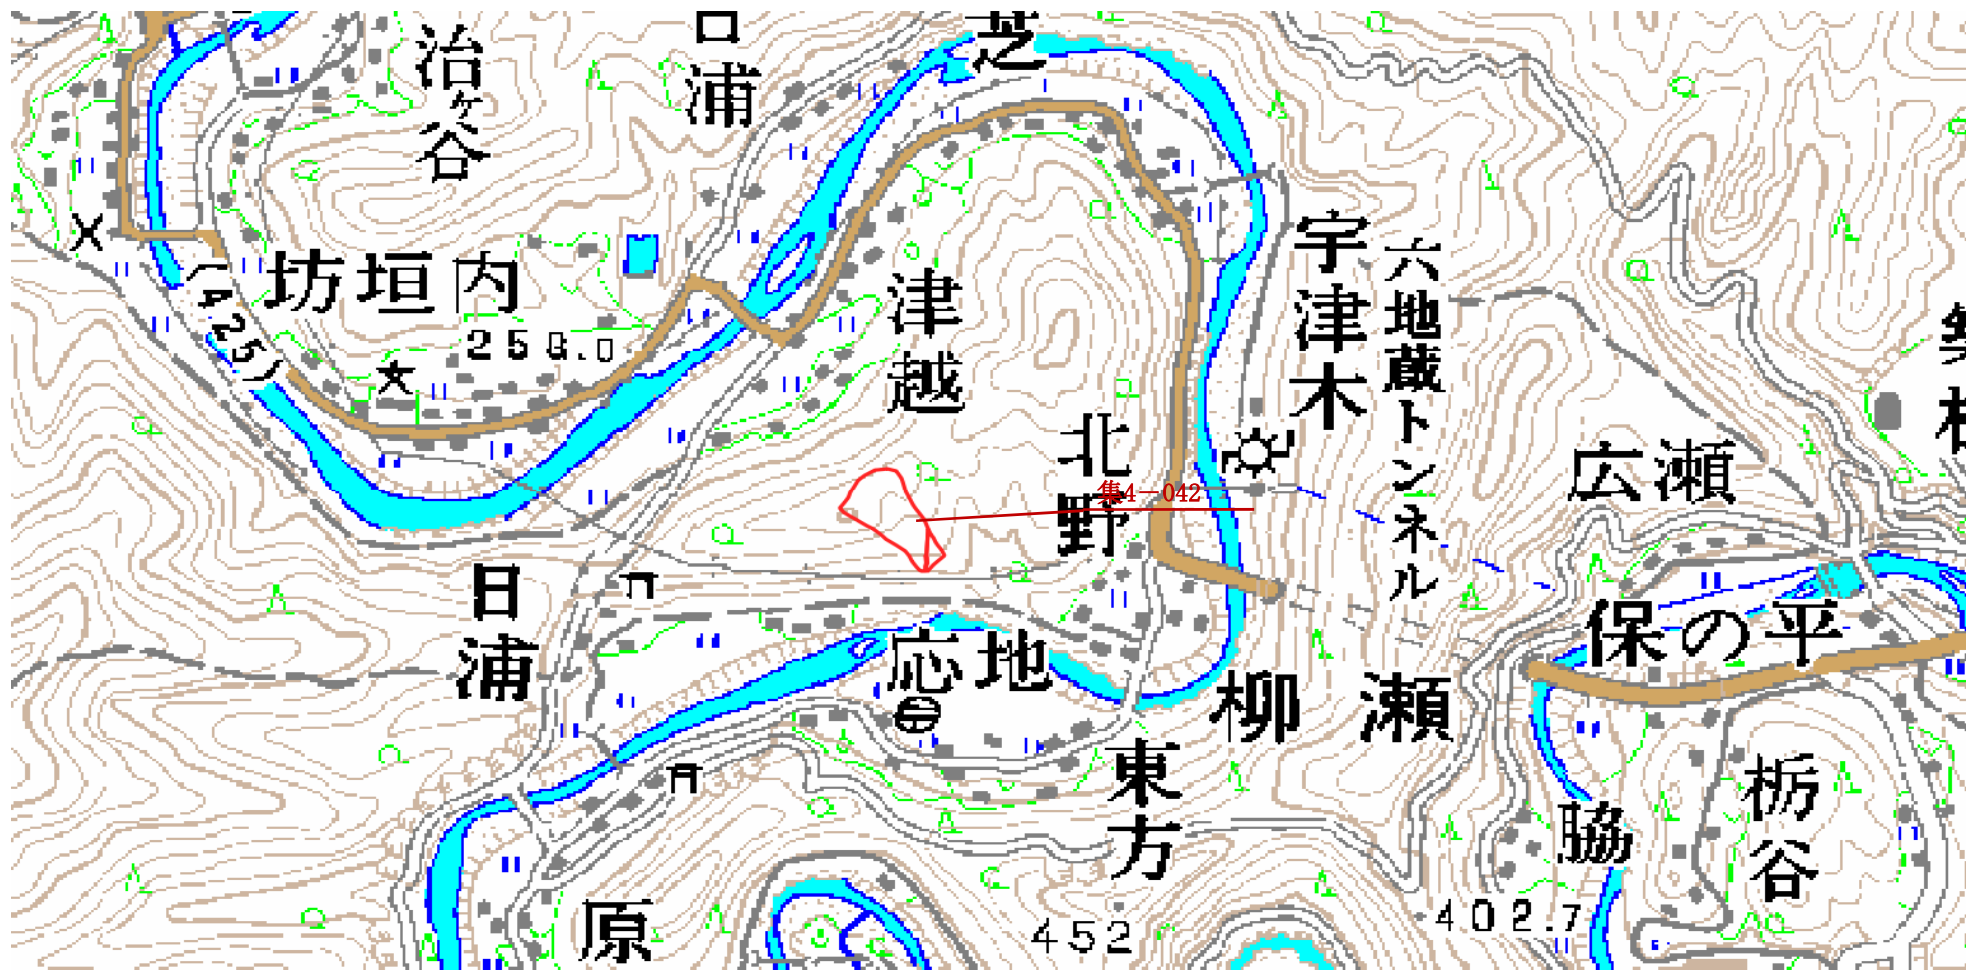 治ヶ谷
日浦
芝
坊垣内
(425)
258.0
津越
宇津木
六地蔵トンネル
北野
集4-042
広瀬
日浦
応地
保の平
柳瀬
東方
栃谷
脇
原
452
402.7